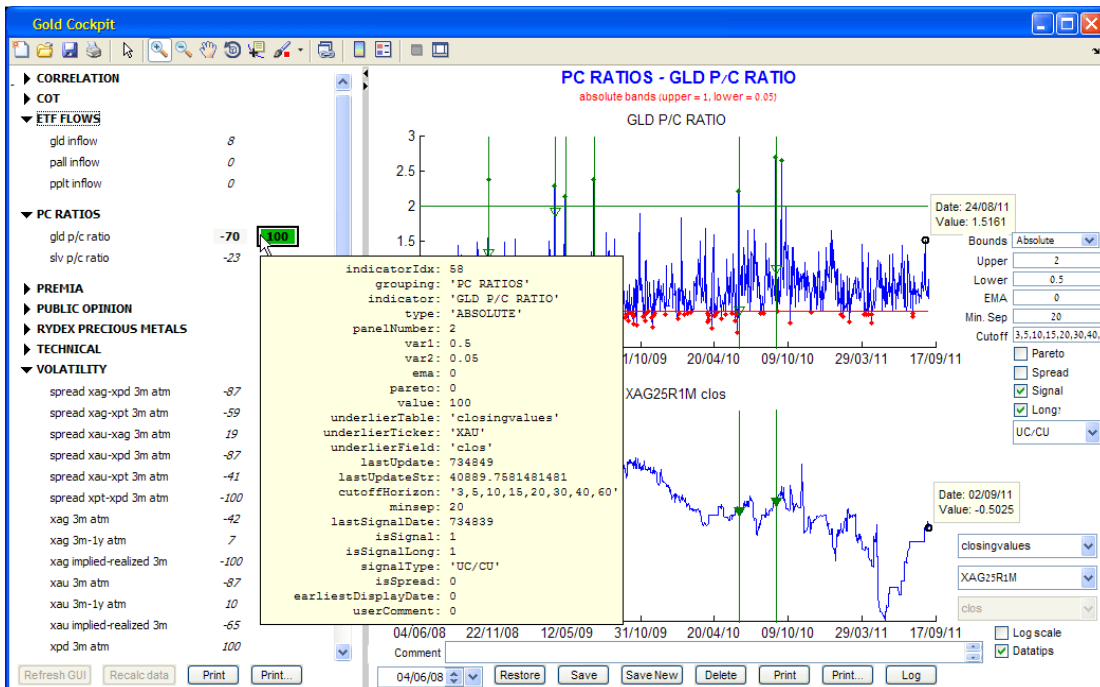 Gold Cockpit
CORRELATION
COT
ETF FLOWS
gld inflow 8
pall inflow 0
pplt inflow 0
PC RATIOS
gld p/c ratio -70 100
slv p/c ratio -23
PREMIA
PUBLIC OPINION
RYDEX PRECIOUS METALS
TECHNICAL
VOLATILITY
spread xag-xpd 3m atm -87
spread xag-xpt 3m atm -59
spread xau-xag 3m atm 19
spread xau-xpd 3m atm -87
spread xau-xpt 3m atm -41
spread xpt-xpd 3m atm -100
xag 3m atm -42
xag 3m-1y atm 7
xag implied-realized 3m -100
xau 3m atm -87
xau 3m-1y atm 10
xau implied-realized 3m -65
xpd 3m atm 100
Refresh GUI Recalc data Print Print...
indicatorIdx: 58
grouping: 'PC RATIOS'
indicator: 'GLD P/C RATIO'
type: 'ABSOLUTE'
panelNumber: 2
var1: 0.5
var2: 0.05
ema: 0
pareto: 0
value: 100
underlierTable: 'closingvalues'
underlierTicker: 'XAU'
underlierField: 'clos'
lastUpdate: 734849
lastUpdateStr: 40889.7581481481
cutoffHorizon: '3,5,10,15,20,30,40,60'
minsep: 20
lastSignalDate: 734839
isSignal: 1
isSignalLong: 1
signalType: 'UC/CU'
isSpread: 0
earliestDisplayDate: 0
userComment: 0
PC RATIOS - GLD P/C RATIO
absolute bands (upper = 1, lower = 0.05)
GLD P/C RATIO
3
2.5
2
1.5
Date: 24/08/11
Value: 1.5161
1/10/09 20/04/10 09/10/10 29/03/11 17/09/11
Bounds Absolute
Upper 2
Lower 0.5
EMA 0
Min. Sep 20
Cutoff 3,5,10,15,20,30,40,
Pareto
Spread
Signal
Long?
UC/CU
XAG25R1M clos
Date: 02/09/11
Value: -0.5025
closingvalues
XAG25R1M
clos
04/06/08 22/11/08 12/05/09 31/10/09 20/04/10 09/10/10 29/03/11 17/09/11
Log scale
Datatips
Comment
04/06/08 Restore Save Save New Delete Print Print... Log